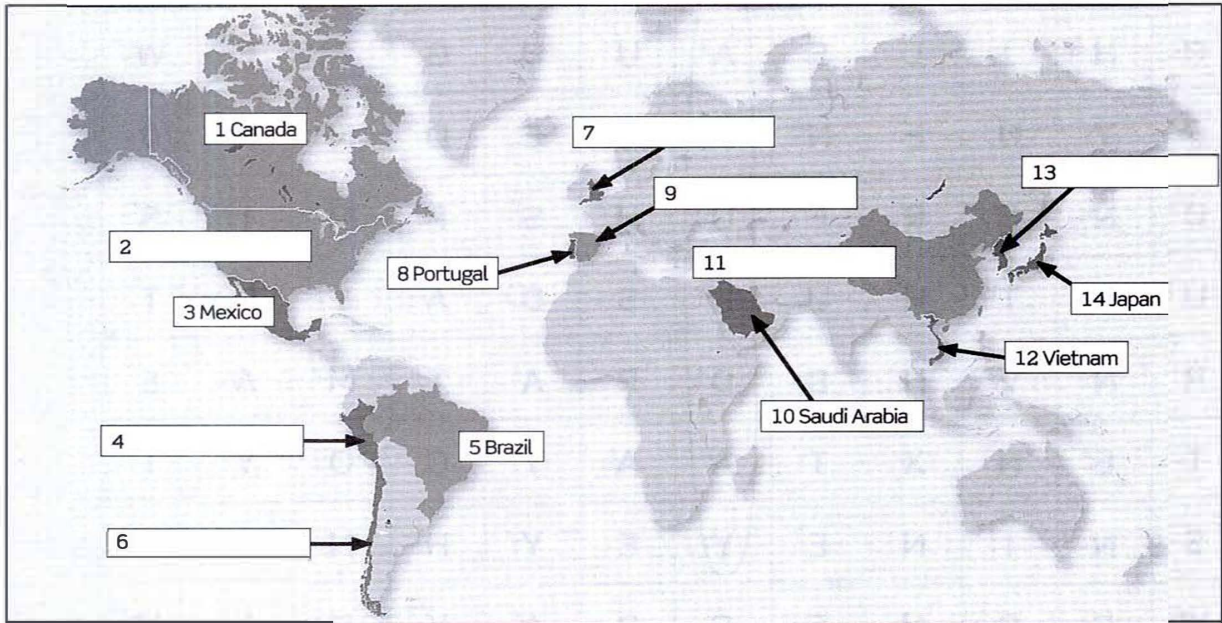 1 Canada
7
13
9
2
11
8 Portugal
14 Japan
3 Mexico
12 Vietnam
10 Saudi Arabia
4
5 Brazil
6